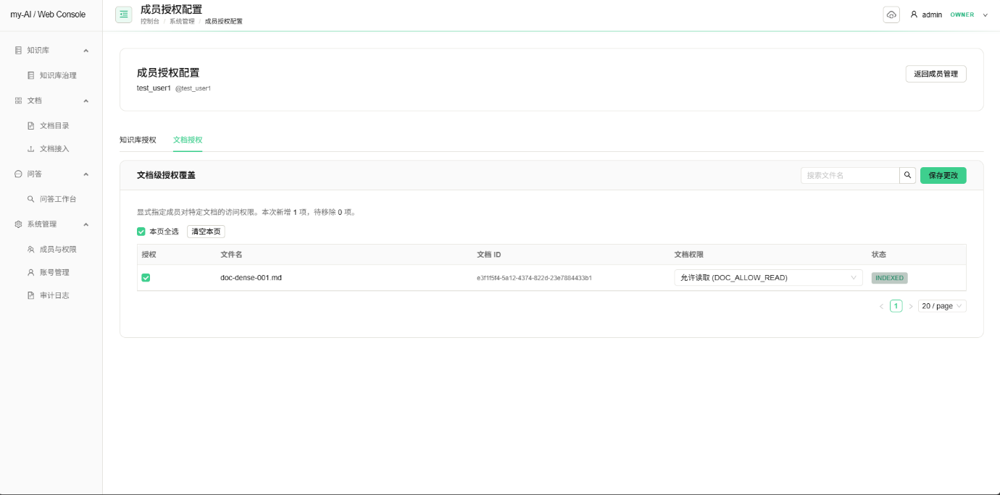 my-AI / Web Console
成员授权配置
控制台 / 系统管理 / 成员授权配置
admin OWNER
知识库
知识库治理
文档
文档目录
文档接入
问答
问答工作台
系统管理
成员与权限
账号管理
审计日志
成员授权配置
test_user1 @test_user1
返回成员管理
知识库授权 文档授权
文档级授权覆盖
搜索文件名
保存更改
显式指定成员对特定文档的访问权限。本次新增 1 项，待移除 0 项。
本页全选 清空本页
授权 文件名 文档 ID 文档权限 状态
doc-dense-001.md e3f1f5f4-5a12-4374-822d-23e7884433b1 允许读取 (DOC_ALLOW_READ) INDEXED
< 1 > 20 / page